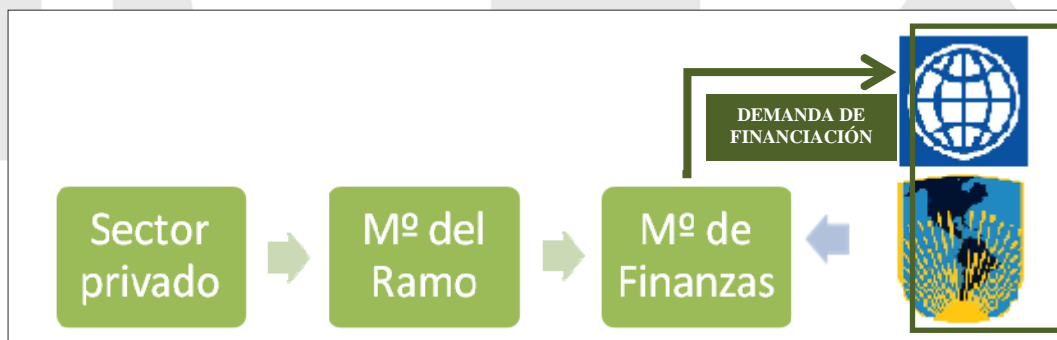 DEMANDA DE
FINANCIACIÓN
Sector
privado
Mº del
Ramo
Mº de
Finanzas